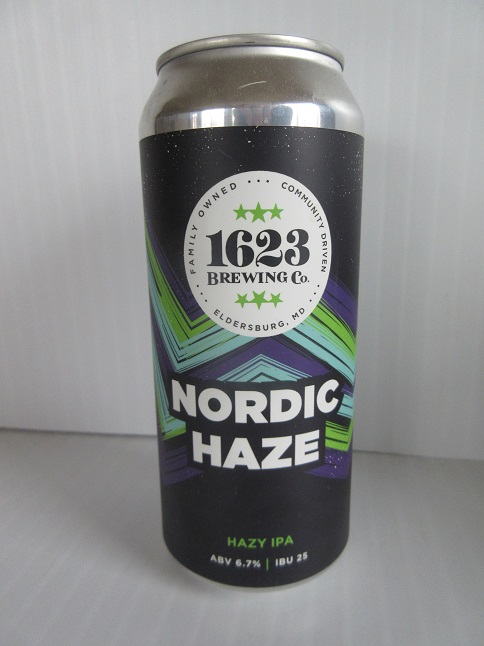 FAMILY OWNED ••• COMMUNITY DRIVEN
1623
BREWING Co.
ELDERSBURG, MD
NORDIC
HAZE
HAZY IPA
ABV 6.7% | IBU 25